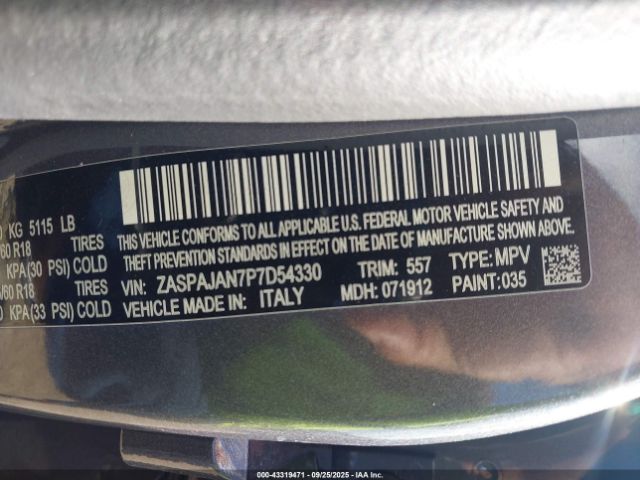 KG 5115 LB
/60 R18 TIRES
KPA (30 PSI) COLD
/60 R18 TIRES
KPA(33 PSI) COLD
THIS VEHICLE CONFORMS TO ALL APPLICABLE U.S. FEDERAL MOTOR VEHICLE SAFETY AND
THEFT PREVENTION STANDARDS IN EFFECT ON THE DATE OF MANUFACTURE SHOWN ABOVE.
VIN: ZASPAJAN7P7D54330 TRIM: 557 TYPE: MPV
VEHICLE MADE IN: ITALY MDH: 071912 PAINT: 035
000-43319471 - 09/25/2025 - IAA Inc.